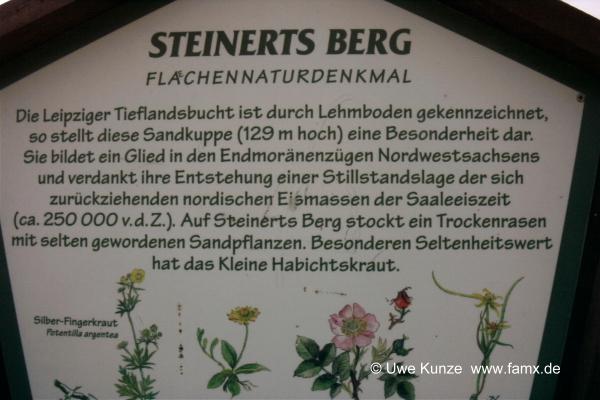 STEINERTS BERG
FLÄCHENNATURDENKMAL
Die Leipziger Tieflandsbucht ist durch Lehmboden gekennzeichnet,
so stellt diese Sandkuppe (129 m hoch) eine Besonderheit dar.
Sie bildet ein Glied in den Endmoränenzügen Nordwestsachsens
und verdankt ihre Entstehung einer Stillstandslage der sich
zurückziehenden nordischen Eismassen der Saaleeiszeit
(ca. 250 000 v.d.Z.). Auf Steinerts Berg stockt ein Trockenrasen
mit selten gewordenen Sandpflanzen. Besonderen Seltenheitswert
hat das Kleine Habichtskraut.
Silber-Fingerkraut
Potentilla argentea
© Uwe Kunze www.famx.de